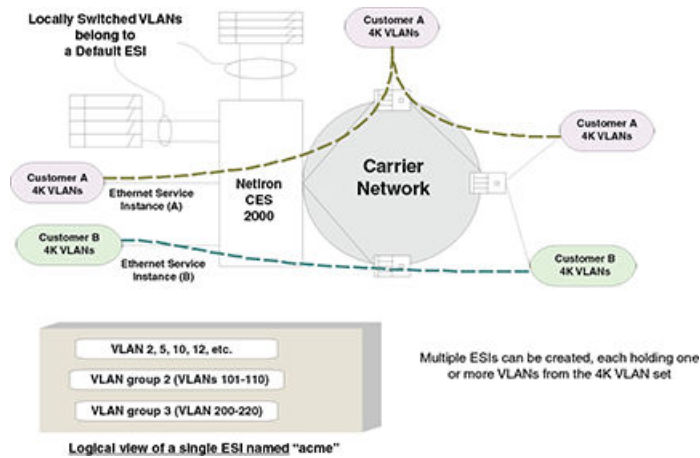 Locally Switched VLANs
belong to
a Default ESI
Customer A
4K VLANs
Customer A
4K VLANs
Customer A
4K VLANs
Ethernet Service
Instance (A)
NetIron
CES
2000
Carrier
Network
Customer B
4K VLANs
Ethernet Service
Instance (B)
Customer B
4K VLANs
VLAN 2, 5, 10, 12, etc.
VLAN group 2 (VLANs 101-110)
VLAN group 3 (VLAN 200-220)
Multiple ESIs can be created, each holding one
or more VLANs from the 4K VLAN set
Logical view of a single ESI named “acme”